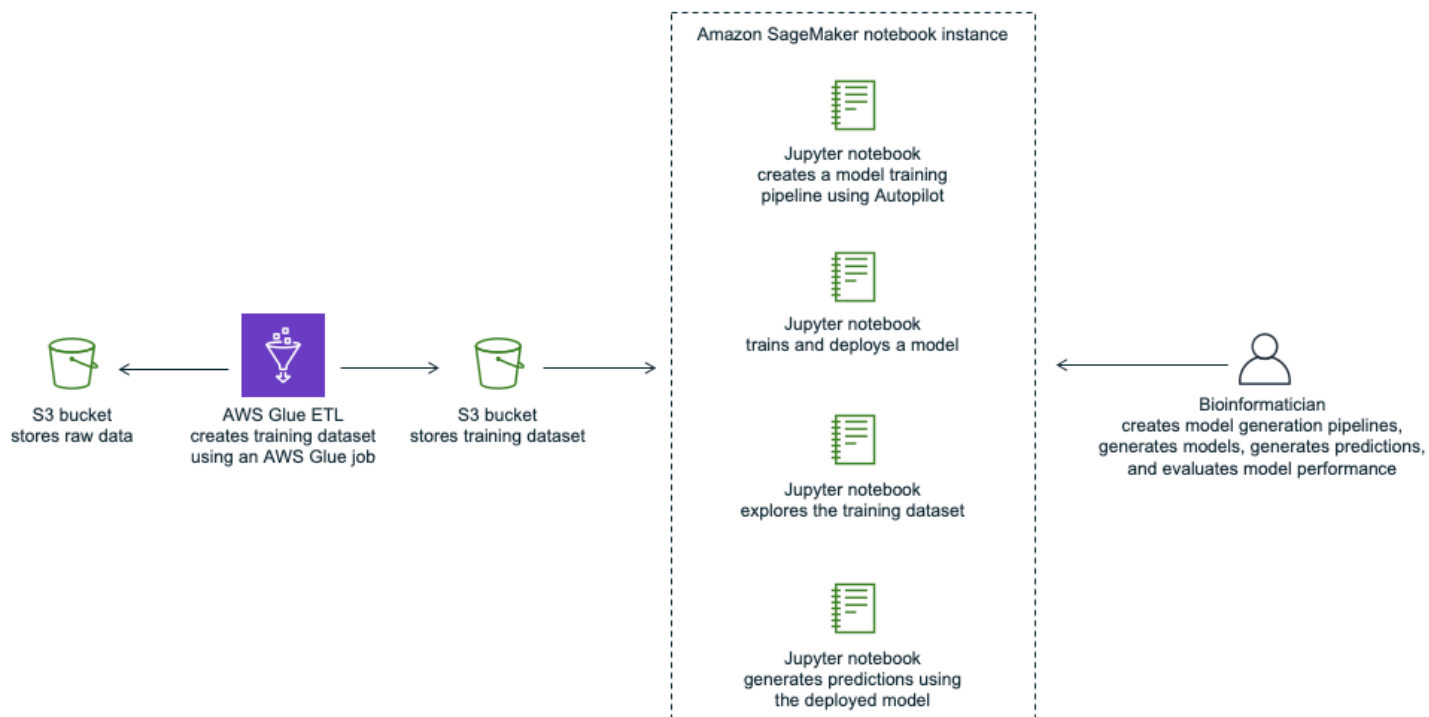 Amazon SageMaker notebook instance
Jupyter notebook
creates a model training
pipeline using Autopilot
Jupyter notebook
trains and deploys a model
S3 bucket
stores raw data
AWS Glue ETL
creates training dataset
using an AWS Glue job
S3 bucket
stores training dataset
Bioinformatician
creates model generation pipelines,
generates models, generates predictions,
and evaluates model performance
Jupyter notebook
explores the training dataset
Jupyter notebook
generates predictions using
the deployed model